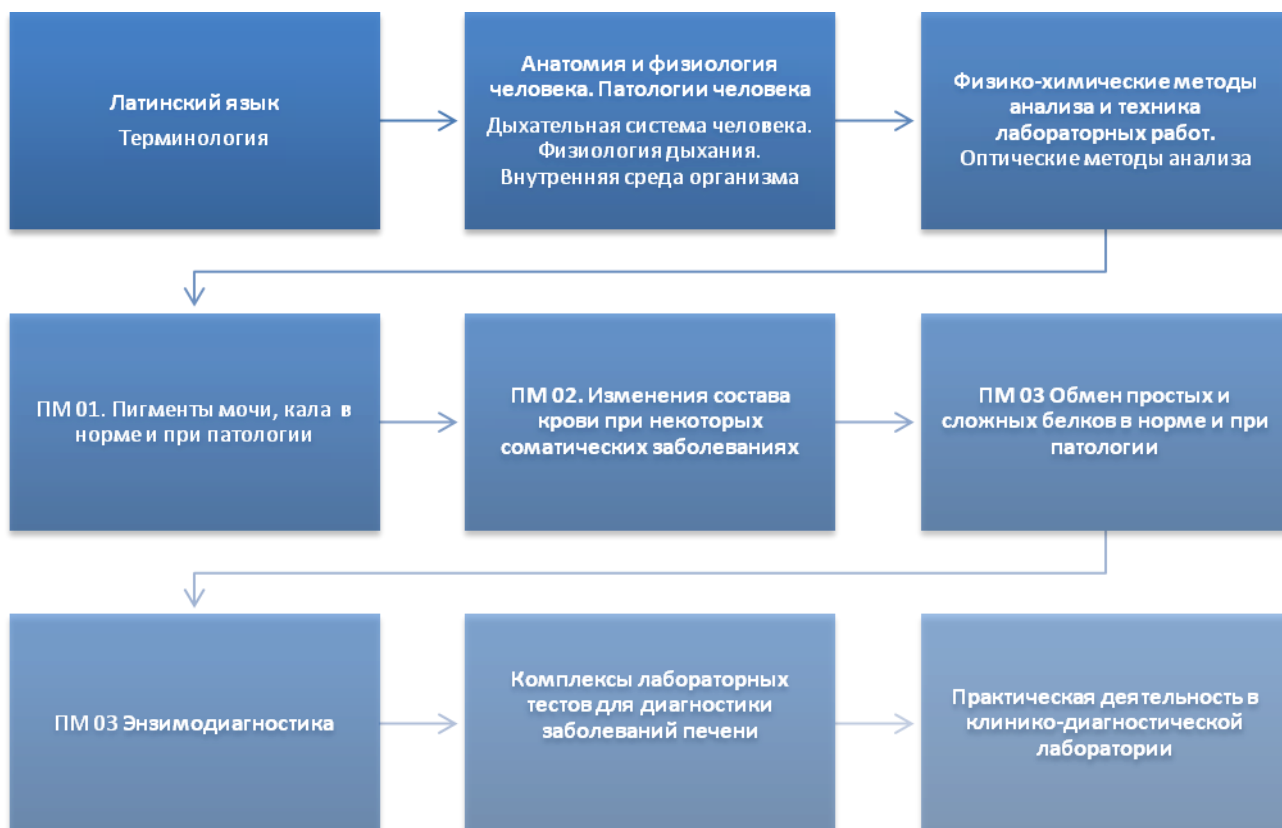 Латинский язык
Терминология
Анатомия и физиология
человека. Патологии человека
Дыхательная система человека.
Физиология дыхания.
Внутренняя среда организма
Физико-химические методы
анализа и техника
лабораторных работ.
Оптические методы анализа
ПМ 01. Пигменты мочи, кала в
норме и при патологии
ПМ 02. Изменения состава
крови при некоторых
соматических заболеваниях
ПМ 03 Обмен простых и
сложных белков в норме и при
патологии
ПМ 03 Энзимодиагностика
Комплексы лабораторных
тестов для диагностики
заболеваний печени
Практическая деятельность в
клинико-диагностической
лаборатории